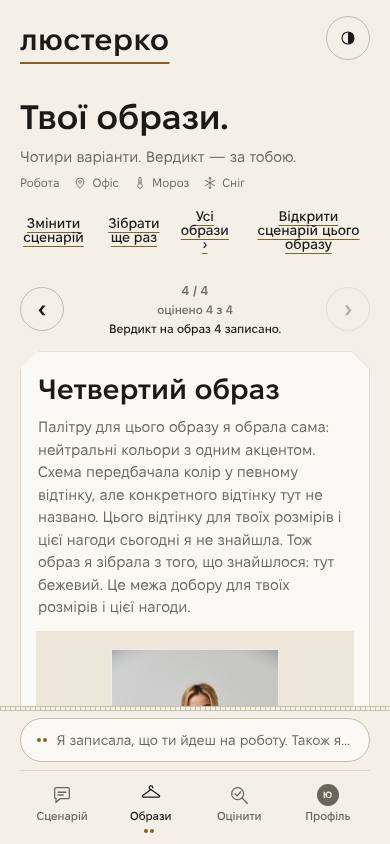 люстерко
Твої образи.
Чотири варіанти. Вердикт — за тобою.
Робота Офіс Мороз Сніг
Змінити сценарій
Зібрати ще раз
Усі образи ›
Відкрити сценарій цього образу
4 / 4
оцінено 4 з 4
Вердикт на образ 4 записано.
Четвертий образ
Палітру для цього образу я обрала сама:
нейтральні кольори з одним акцентом.
Схема передбачала колір у певному
відтінку, але конкретного відтінку тут не
названо. Цього відтінку для твоїх розмірів і
цієї нагоди сьогодні я не знайшла. Тож
образ я зібрала з того, що знайшлося: тут
бежевий. Це межа добору для твоїх
розмірів і цієї нагоди.
Я записала, що ти йдеш на роботу. Також я...
Сценарій Образи Оцінити Ю Профіль